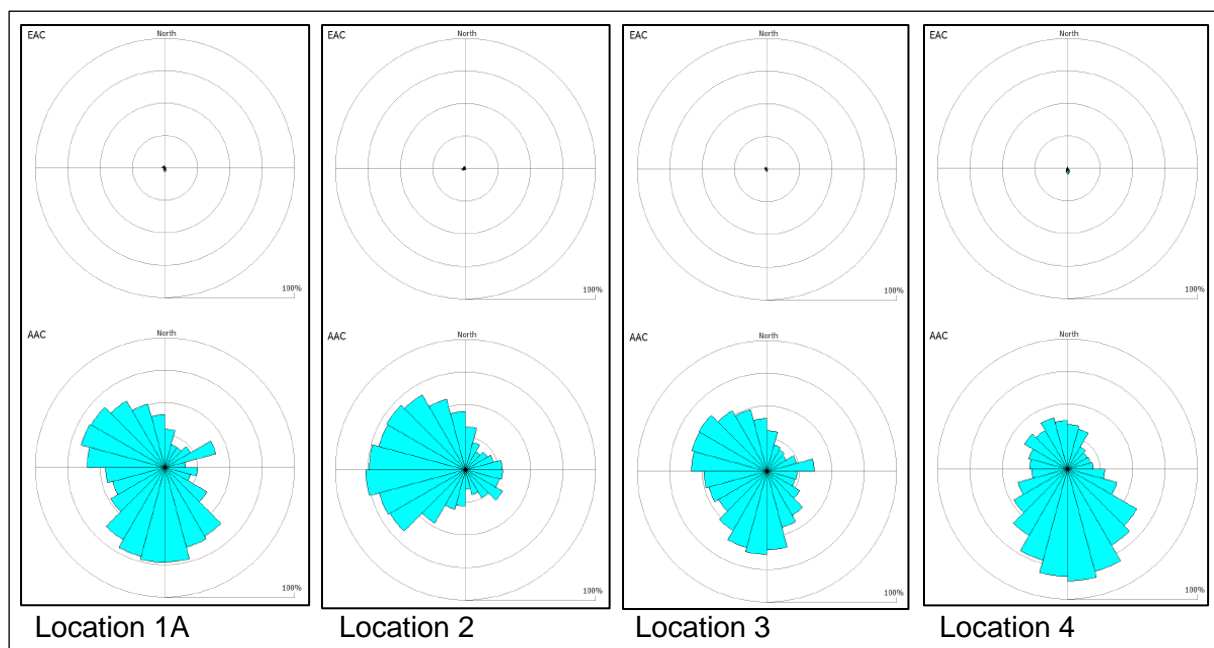 EAC
North
100%
AAC
North
100%
Location 1A
EAC
North
100%
AAC
North
100%
Location 2
EAC
North
100%
AAC
North
100%
Location 3
EAC
North
100%
AAC
North
100%
Location 4